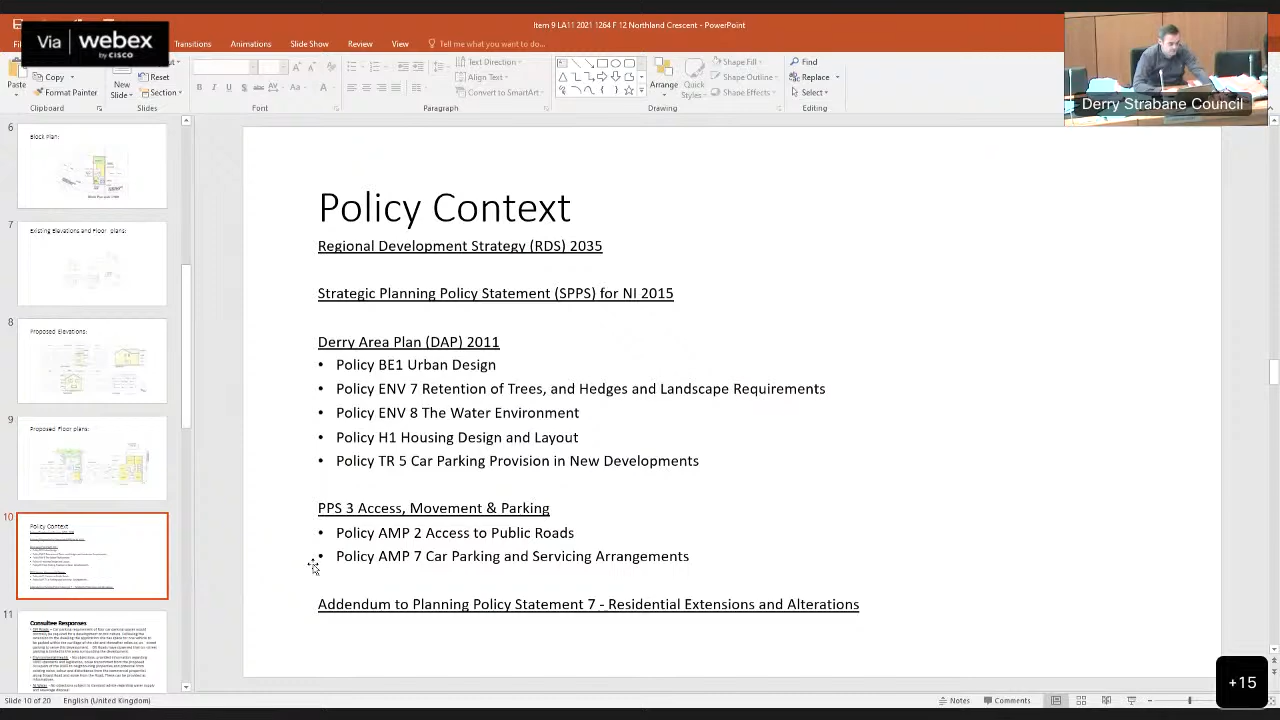 Item 9 LA11 2021 1264 F 12 Northland Crescent - PowerPoint
Via webex
by CISCO
Transitions Animations Slide Show Review View Tell me what you want to do...
Paste
Copy
Format Painter
Clipboard
New
Slide
Reset
Section
Slides
Font
Text Direction
Align Text
Convert to SmartArt
Paragraph
Arrange
Quick
Styles
Shape Fill
Shape Outline
Shape Effects
Drawing
Find
Replace
Select
Editing
Derry Strabane Council
6
Block Plan:
7
Existing Elevations and Floor plans:
8
Proposed Elevations:
9
Proposed Floor plans:
10
Policy Context
11
Consultee Responses
Policy Context
Regional Development Strategy (RDS) 2035
Strategic Planning Policy Statement (SPPS) for NI 2015
Derry Area Plan (DAP) 2011
• Policy BE1 Urban Design
• Policy ENV 7 Retention of Trees, and Hedges and Landscape Requirements
• Policy ENV 8 The Water Environment
• Policy H1 Housing Design and Layout
• Policy TR 5 Car Parking Provision in New Developments
PPS 3 Access, Movement & Parking
• Policy AMP 2 Access to Public Roads
• Policy AMP 7 Car Parking and Servicing Arrangements
Addendum to Planning Policy Statement 7 - Residential Extensions and Alterations
+15
Slide 10 of 20 English (United Kingdom) Notes Comments